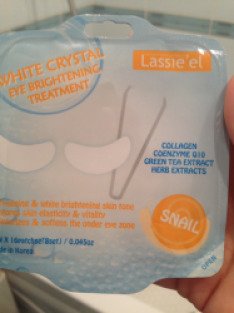 Lassie'el
WHITE CRYSTAL
EYE BRIGHTENING
TREATMENT
COLLAGEN
COENZYME Q10
GREEN TEA EXTRACT
HERB EXTRACTS
& white brightening skin tone
skin elasticity & vitality
& softens the under eye zone
/ 0.045oz
in Korea
SNAIL
OPEN